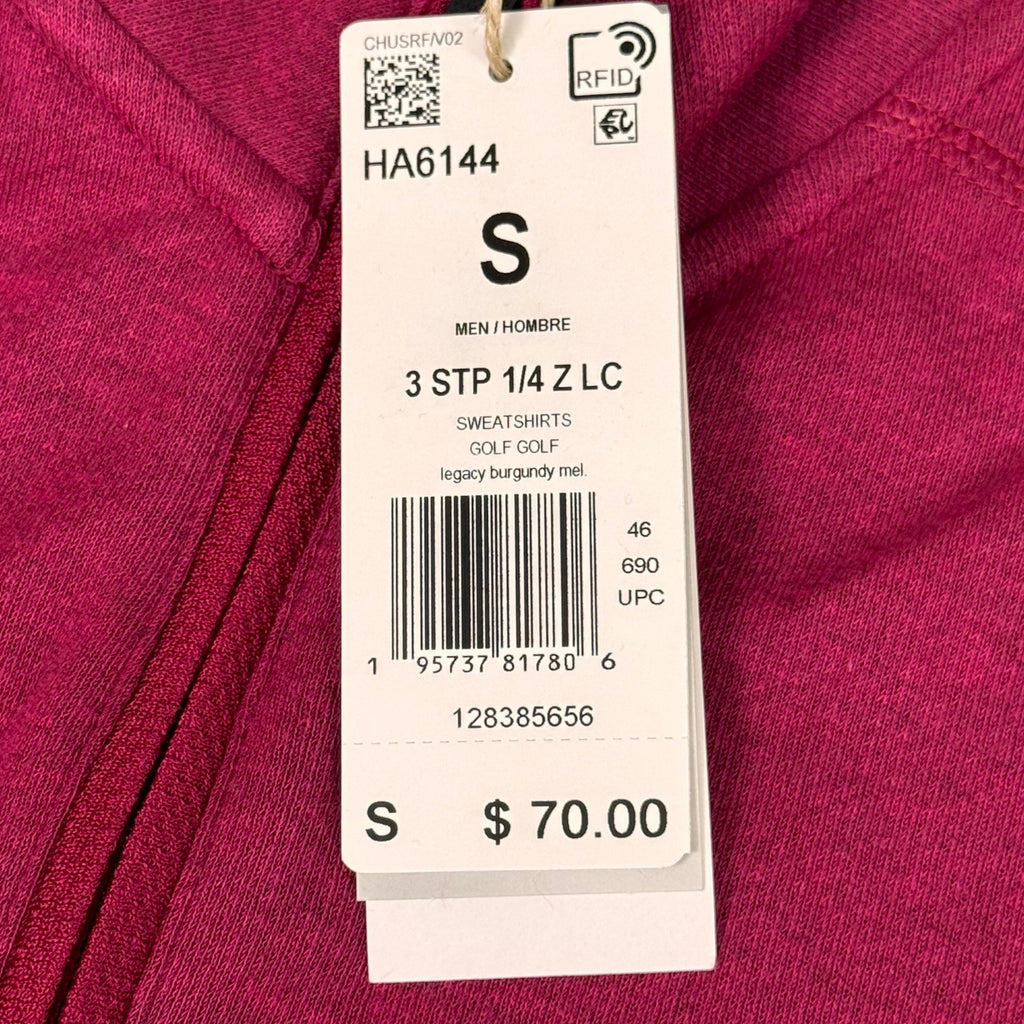 CHUSRF/V02
RFID
HA6144
S
MEN / HOMBRE
3 STP 1/4 Z LC
SWEATSHIRTS
GOLF GOLF
legacy burgundy mel.
46
690
UPC
1 95737 81780 6
128385656
S $ 70.00